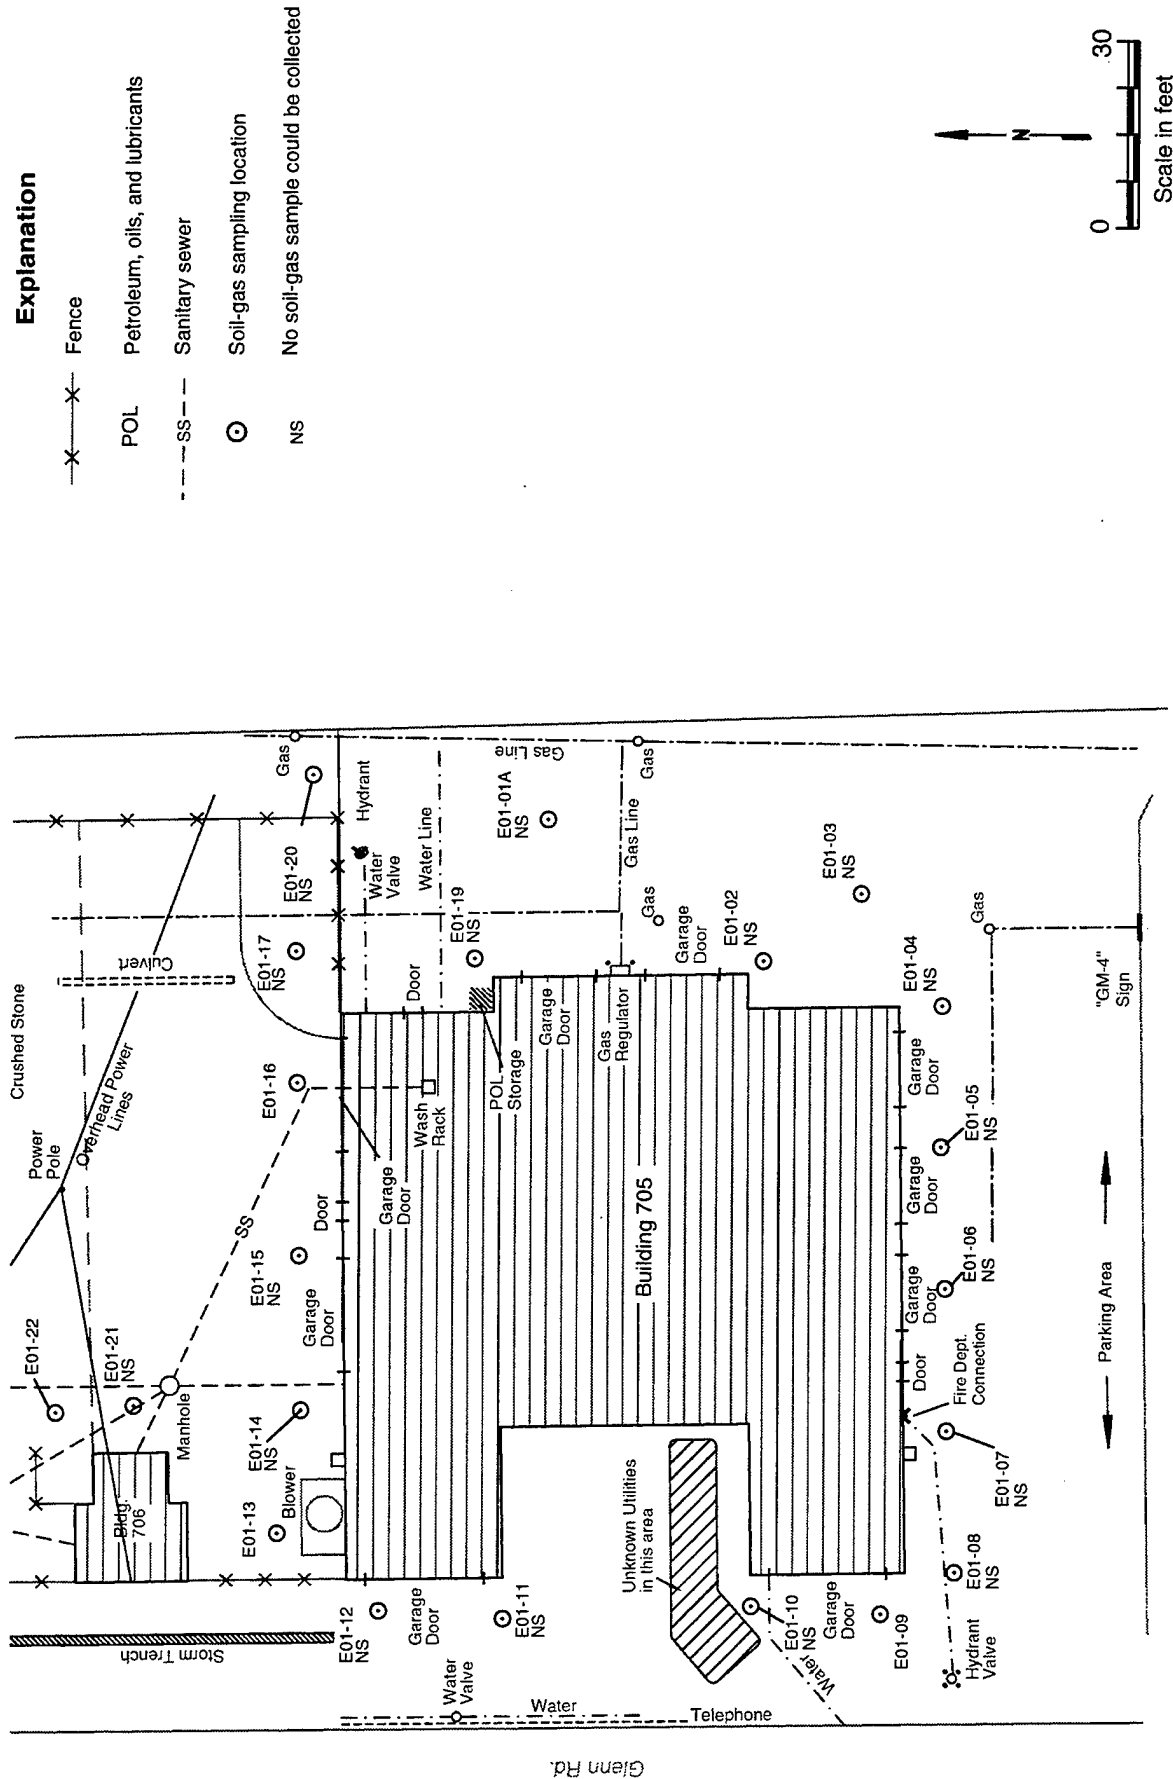 Explanation
Fence
POL
Petroleum, oils, and lubricants
SS
Sanitary sewer
Soil-gas sampling location
NS
No soil-gas sample could be collected
N
0
30
Scale in feet
Crushed Stone
Power
Pole
Overhead Power
Lines
Culvert
E01-22
E01-21
NS
Manhole
Bldg.
706
SS
E01-13
Blower
E01-14
NS
E01-15
NS
E01-16
E01-17
NS
E01-20
NS
Gas
Hydrant
Water
Valve
Water Line
Gas Line
E01-19
NS
E01-01A
NS
Gas Line
Gas
Gas
Garage
Door
Door
Garage
Door
Door
Wash
Rack
POL
Storage
Garage
Door
Gas
Regulator
Garage
Door
E01-02
NS
E01-03
NS
E01-04
NS
Gas
"GM-4"
Sign
Building 705
Garage
Door
E01-05
NS
Garage
Door
E01-06
NS
Garage
Door
Door
Fire Dept.
Connection
Parking Area
E01-07
NS
E01-08
NS
Hydrant
Valve
E01-09
Garage
Door
E01-10
NS
Water
Unknown Utilities
in this area
E01-11
NS
Garage
Door
E01-12
NS
Storm Trench
Water
Valve
Water
Telephone
Glenn Rd.